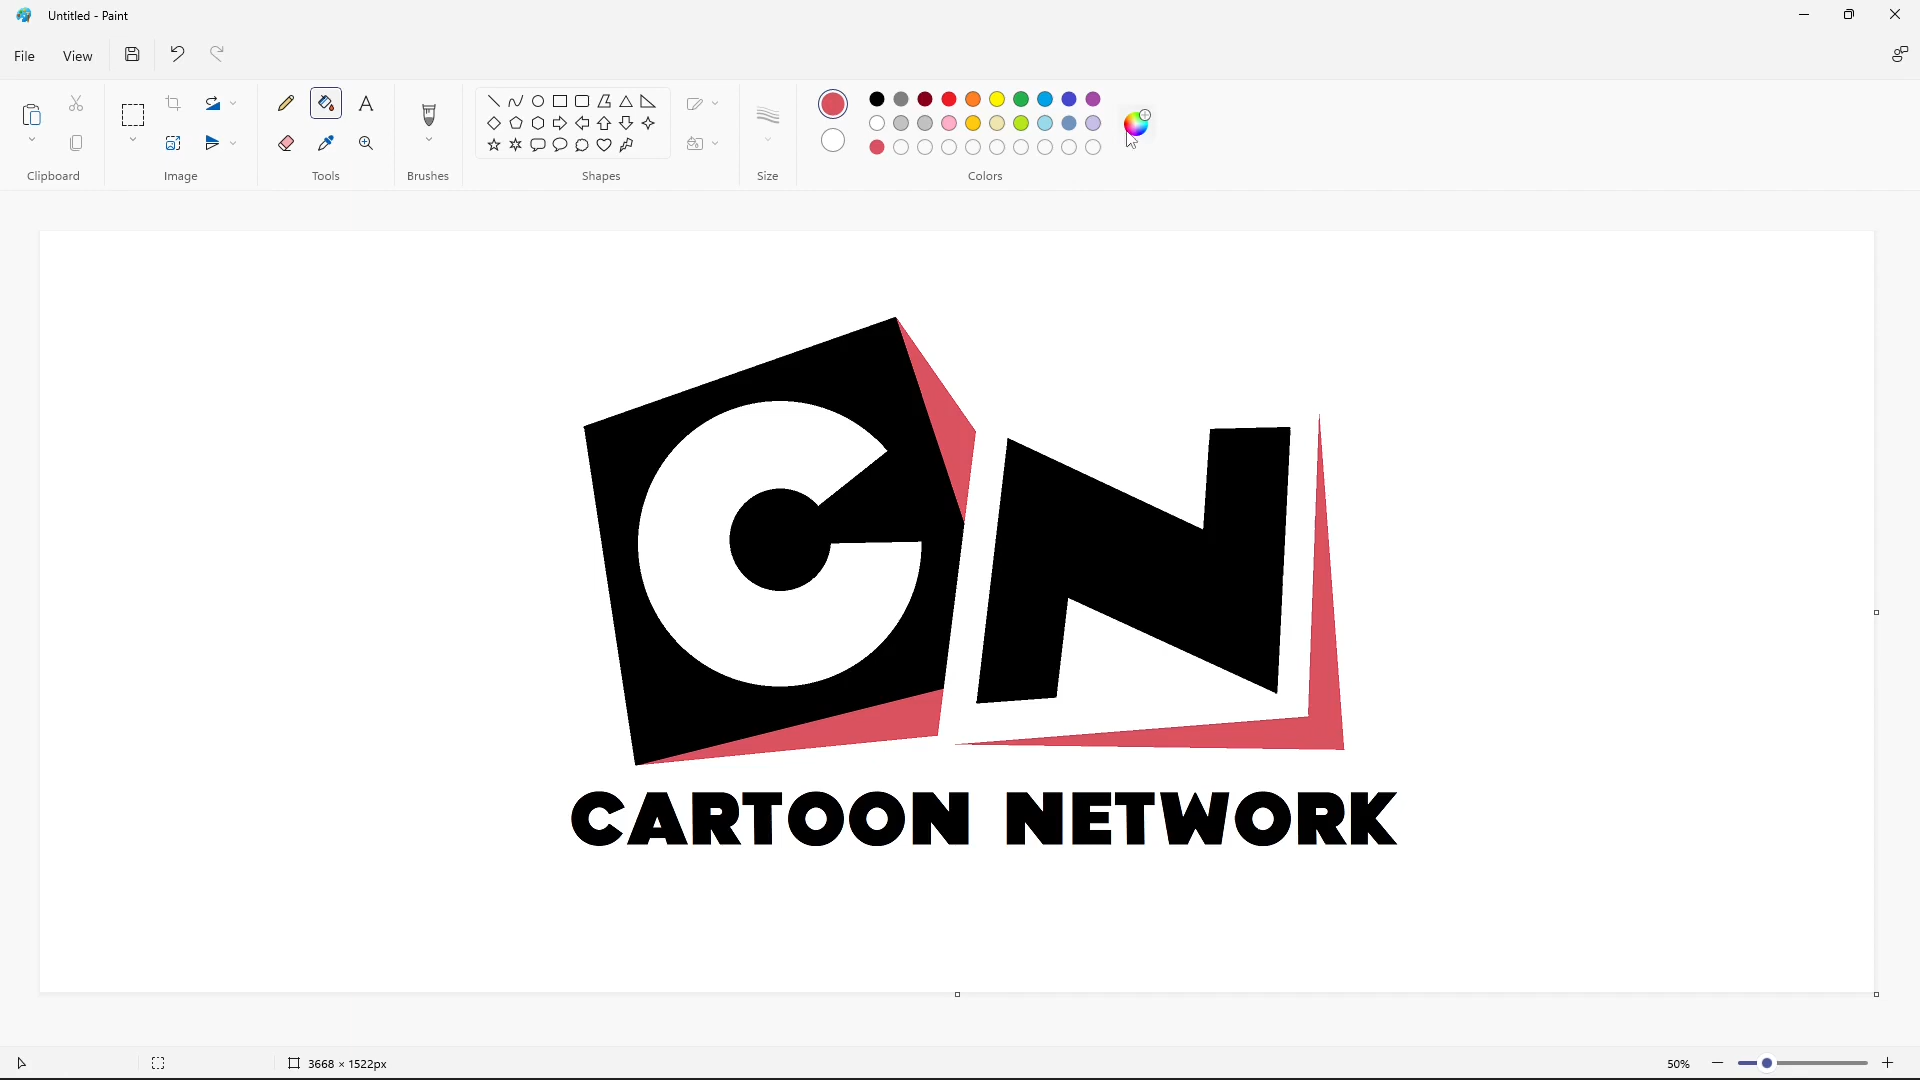 Untitled - Paint
File View
Clipboard Image Tools Brushes Shapes Size Colors
CN
CARTOON NETWORK
3668 × 1522px 50%